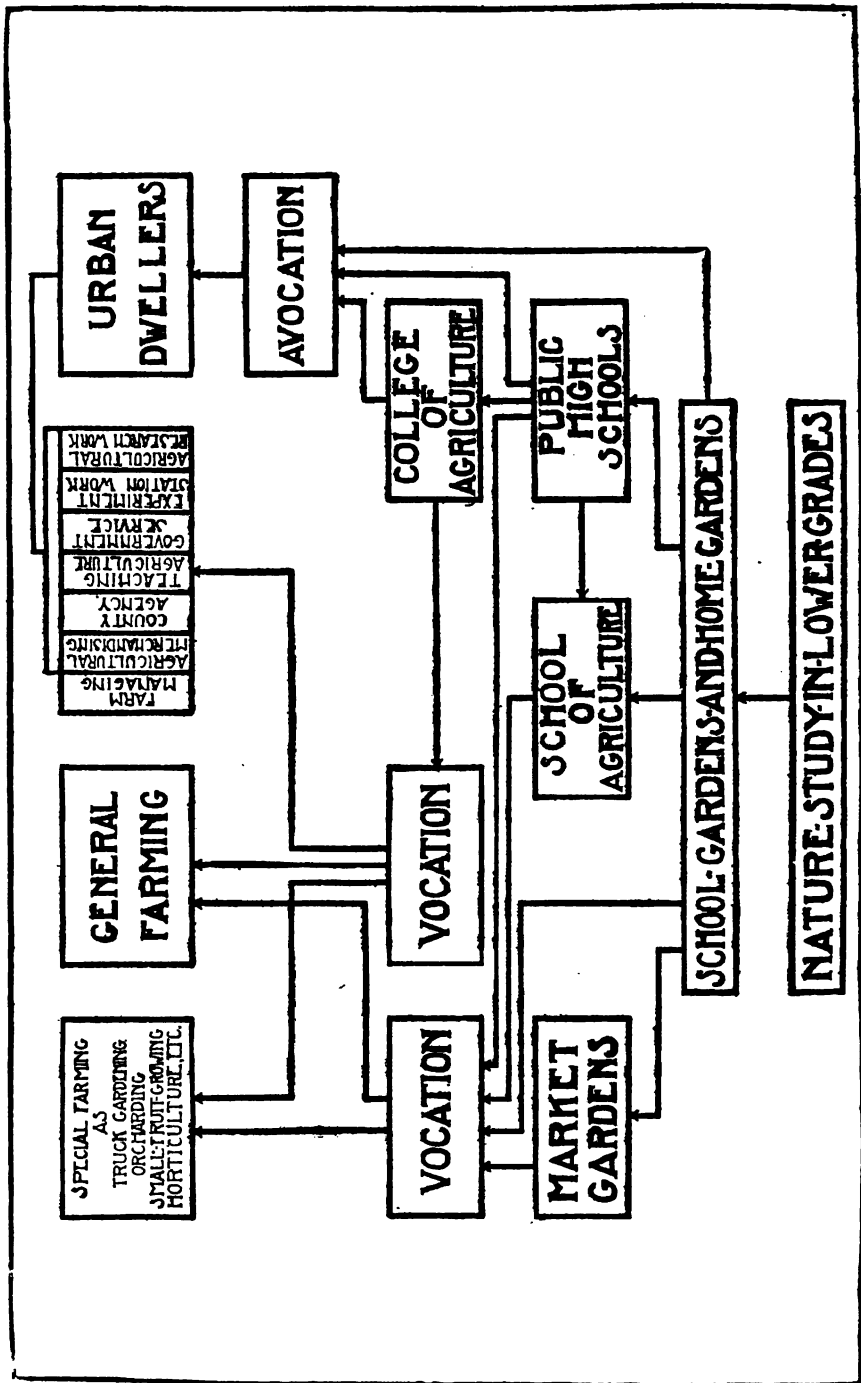 SPECIAL FARMING
AS
TRUCK GARDENING
ORCHARDING
SMALL-FRUIT-GROWING
HORTICULTURE, ETC.
GENERAL
FARMING
FARM
MANAGING
AGRICULTURAL
MERCHANDISING
COUNTY
AGENCY.
TEACHING
AGRICULTURE
GOVERNMENT
SERVICE
EXPERIMENT
STATION WORK
AGRICULTURAL
RESEARCH WORK
URBAN
DWELLERS
AVOCATION
VOCATION
VOCATION
COLLEGE
OF
AGRICULTURE
MARKET
GARDENS
SCHOOL
OF
AGRICULTURE
PUBLIC
HIGH
SCHOOLS
SCHOOL-GARDENS-AND-HOME-GARDENS
NATURE-STUDY-IN-LOWER-GRADES